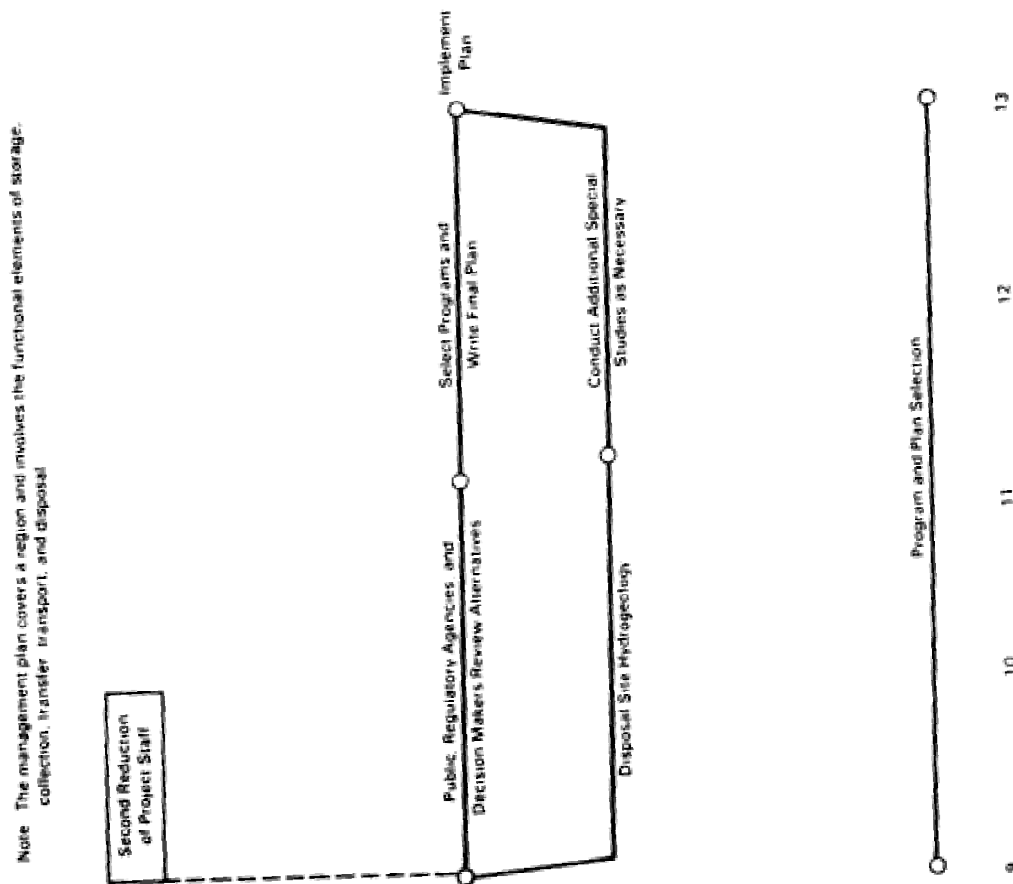 Note The management plan covers a region and involves the functional elements of storage,
collection, transfer transport, and disposal
Second Reduction
of Project Staff
Public, Regulatory Agencies and
Decision Makers Review Alternatives
Select Programs and
Write Final Plan
Implement
Plan
Disposal Site Hydrogeology
Conduct Additional Special
Studies as Necessary
Program and Plan Selection
9
10
11
12
13